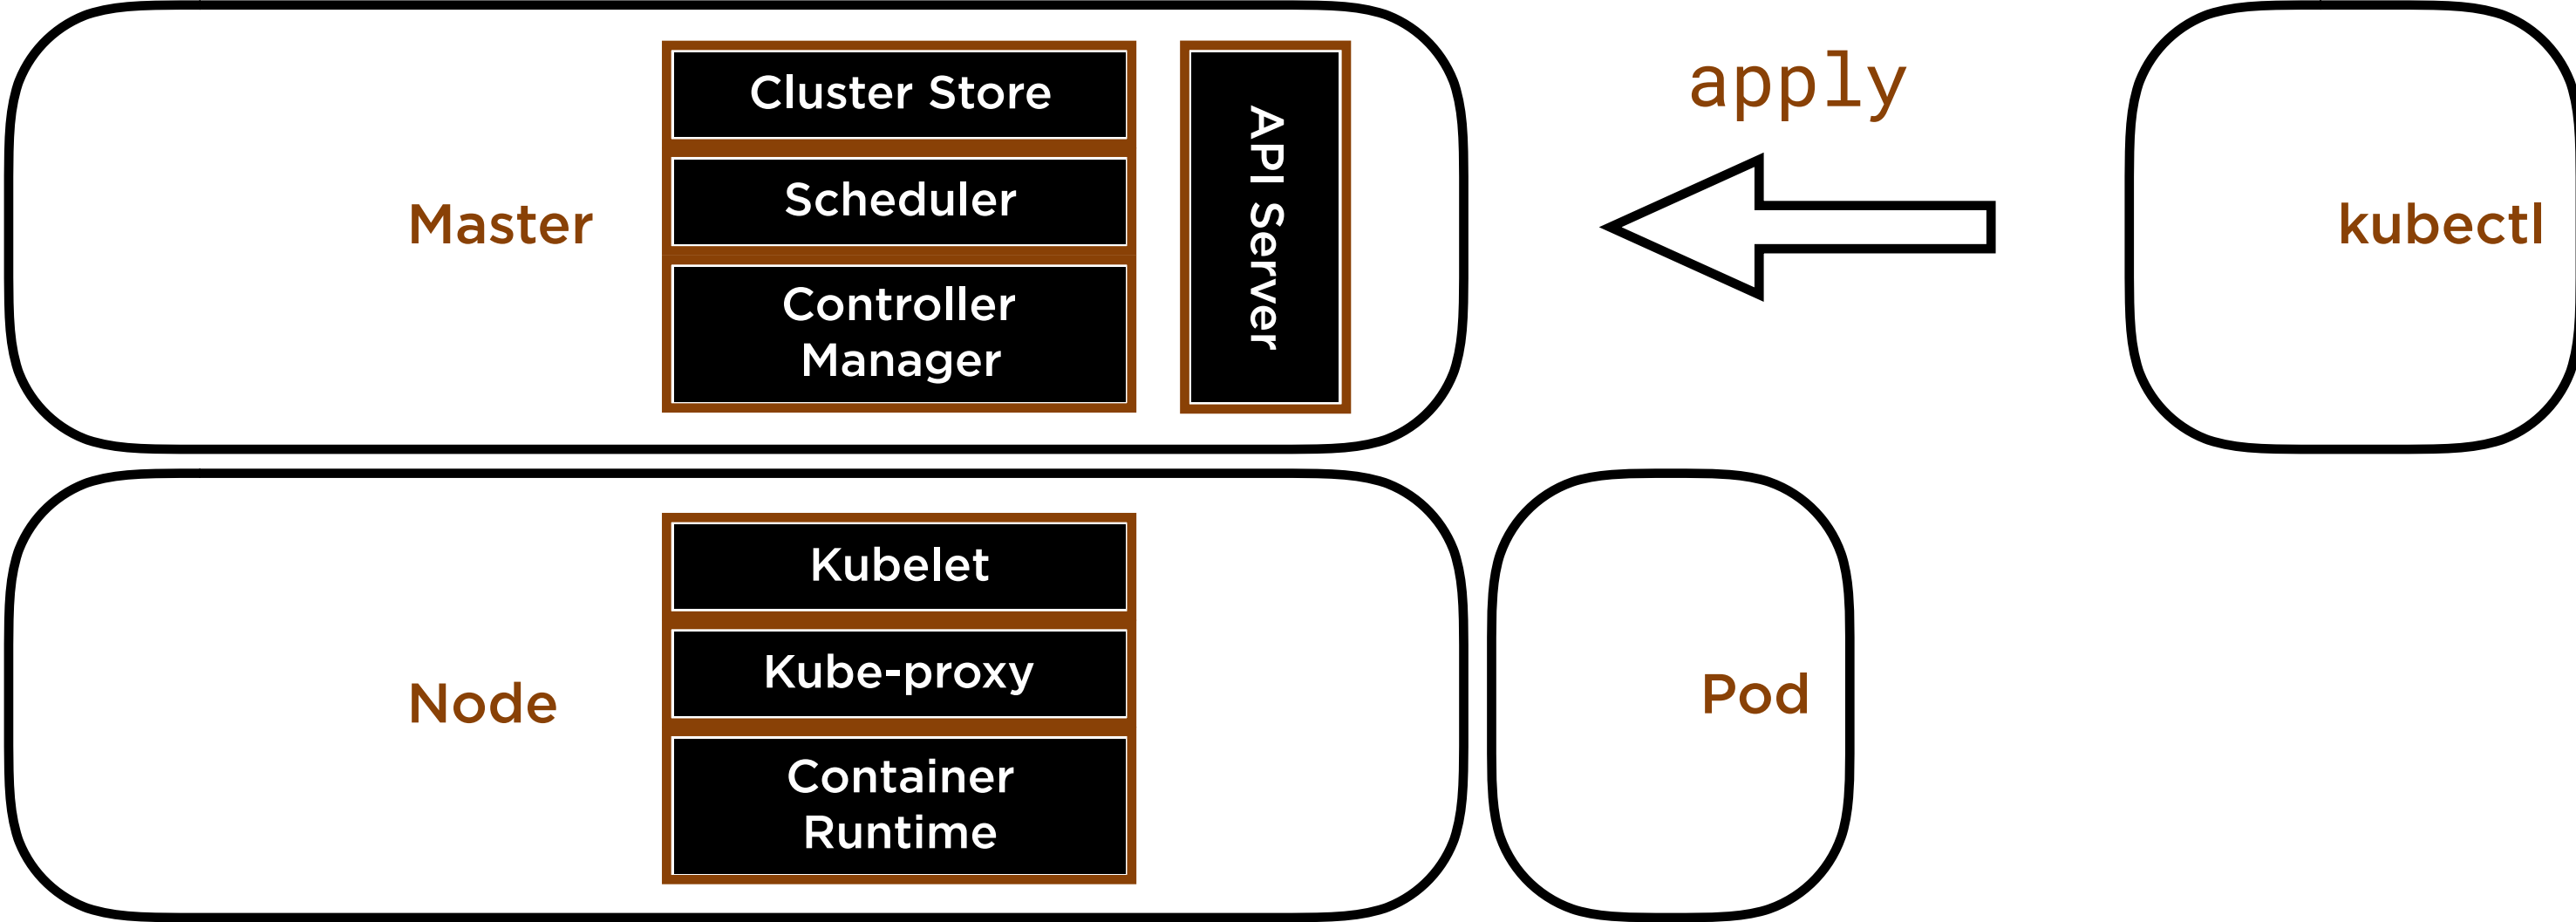 Master
Cluster Store
Scheduler
Controller
Manager
API Server
apply
kubectl
Node
Kubelet
Kube-proxy
Container
Runtime
Pod